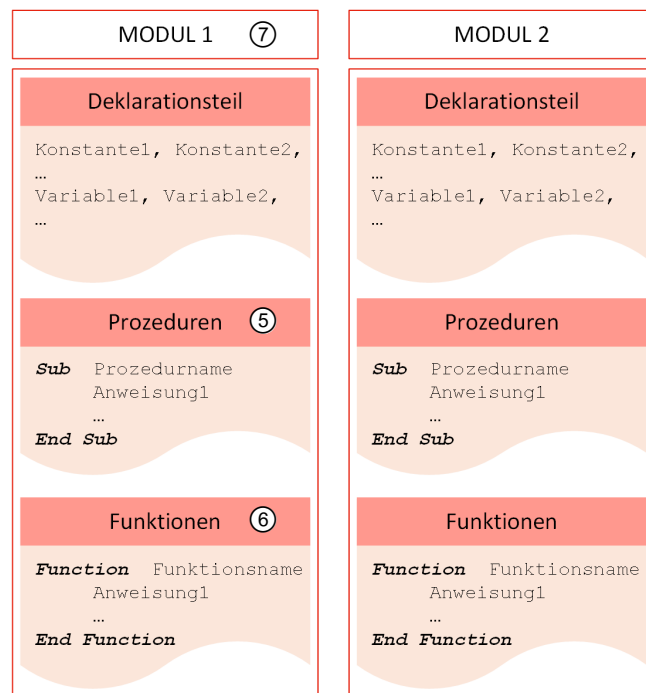 MODUL 1 ⑦
Deklarationsteil
Konstante1, Konstante2,
…
Variable1, Variable2,
…
Prozeduren ⑤
Sub Prozedurname
Anweisung1
…
End Sub
Funktionen ⑥
Function Funktionsname
Anweisung1
…
End Function
MODUL 2
Deklarationsteil
Konstante1, Konstante2,
…
Variable1, Variable2,
…
Prozeduren
Sub Prozedurname
Anweisung1
…
End Sub
Funktionen
Function Funktionsname
Anweisung1
…
End Function